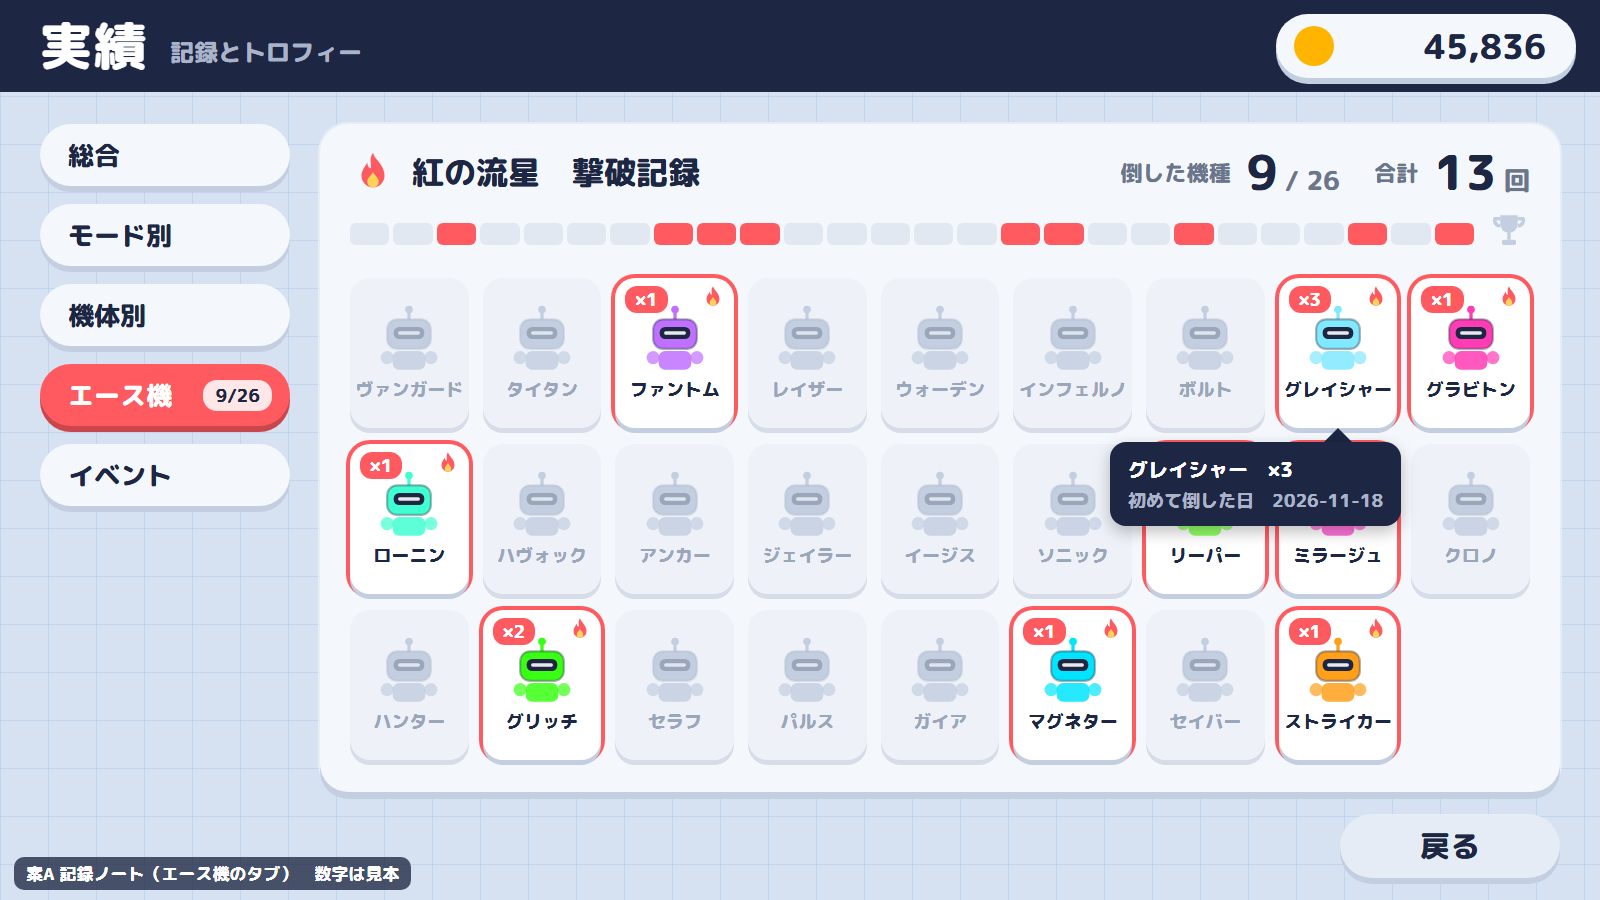 実績
記録とトロフィー
45,836
総合
モード別
機体別
エース機
9/26
イベント
紅の流星　撃破記録
倒した機種 9 / 26
合計 13 回
ヴァンガード
タイタン
×1
ファントム
レイザー
ウォーデン
インフェルノ
ボルト
×3
グレイシャー
×1
グラビトン
×1
ローニン
ハヴォック
アンカー
ジェイラー
イージス
ソニック
グレイシャー　×3
初めて倒した日　2026-11-18
リーパー
ミラージュ
クロノ
ハンター
×2
グリッチ
セラフ
パルス
ガイア
×1
マグネター
セイバー
×1
ストライカー
戻る
案A 記録ノート（エース機のタブ）　数字は見本